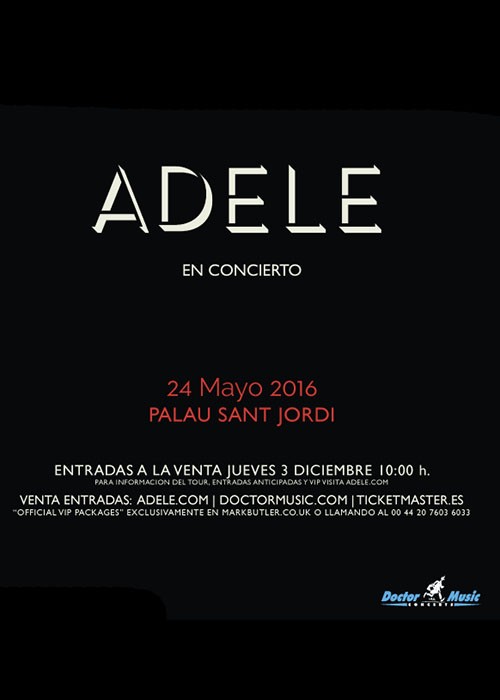 ADELE
EN CONCIERTO
24 Mayo 2016
PALAU SANT JORDI
ENTRADAS A LA VENTA JUEVES 3 DICIEMBRE 10:00 h.
PARA INFORMACION DEL TOUR, ENTRADAS ANTICIPADAS Y VIP VISITA ADELE.COM
VENTA ENTRADAS: ADELE.COM | DOCTORMUSIC.COM | TICKETMASTER.ES
"OFFICIAL VIP PACKAGES" EXCLUSIVAMENTE EN MARKBUTLER.CO.UK O LLAMANDO AL 00 44 20 7603 6033
Doctor Music
CONCERTS